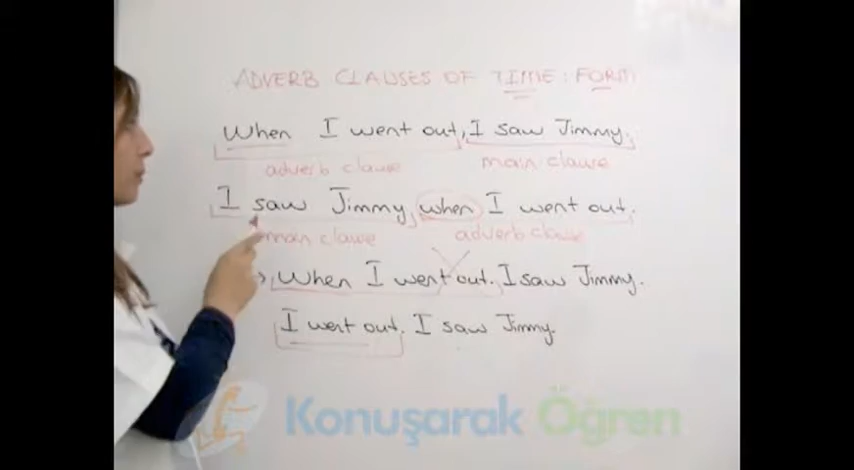 ADVERB CLAUSES OF TIME : FORM
When I went out, I saw Jimmy.
adverb clause main clause
I saw Jimmy, when I went out.
main clause adverb clause
When I went out. I saw Jimmy.
I went out. I saw Jimmy.
Konuşarak Öğren